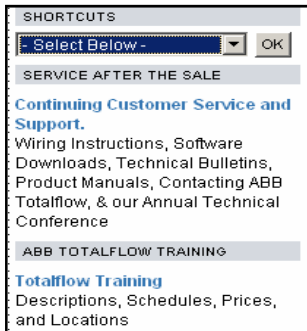 SHORTCUTS
- Select Below -
OK
SERVICE AFTER THE SALE
Continuing Customer Service and
Support.
Wiring Instructions, Software
Downloads, Technical Bulletins,
Product Manuals, Contacting ABB
Totalflow, & our Annual Technical
Conference
ABB TOTALFLOW TRAINING
Totalflow Training
Descriptions, Schedules, Prices,
and Locations